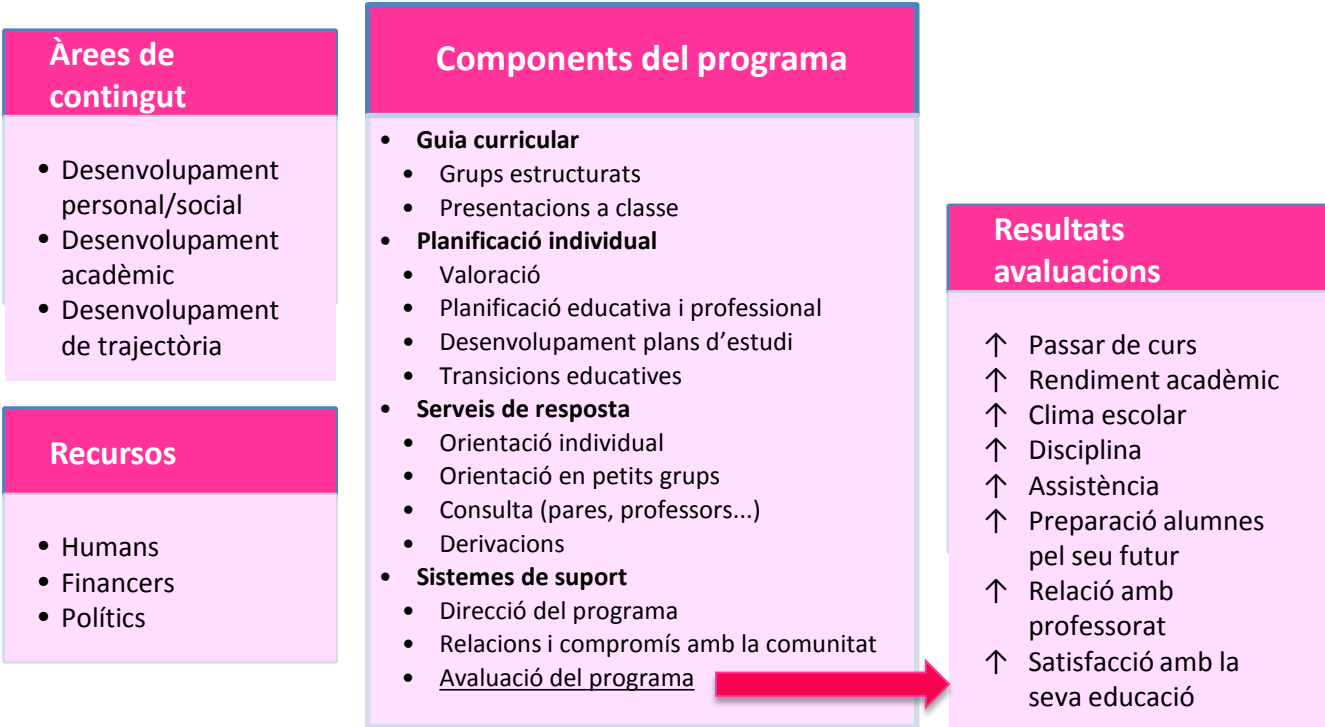 Àrees de
contingut
• Desenvolupament
personal/social
• Desenvolupament
acadèmic
• Desenvolupament
de trajectòria
Recursos
• Humans
• Financers
• Polítics
Components del programa
• Guia curricular
• Grups estructurats
• Presentacions a classe
• Planificació individual
• Valoració
• Planificació educativa i professional
• Desenvolupament plans d’estudi
• Transicions educatives
• Serveis de resposta
• Orientació individual
• Orientació en petits grups
• Consulta (pares, professors...)
• Derivacions
• Sistemes de suport
• Direcció del programa
• Relacions i compromís amb la comunitat
• Avaluació del programa
Resultats
avaluacions
↑ Passar de curs
↑ Rendiment acadèmic
↑ Clima escolar
↑ Disciplina
↑ Assistència
↑ Preparació alumnes
pel seu futur
↑ Relació amb
professorat
↑ Satisfacció amb la
seva educació